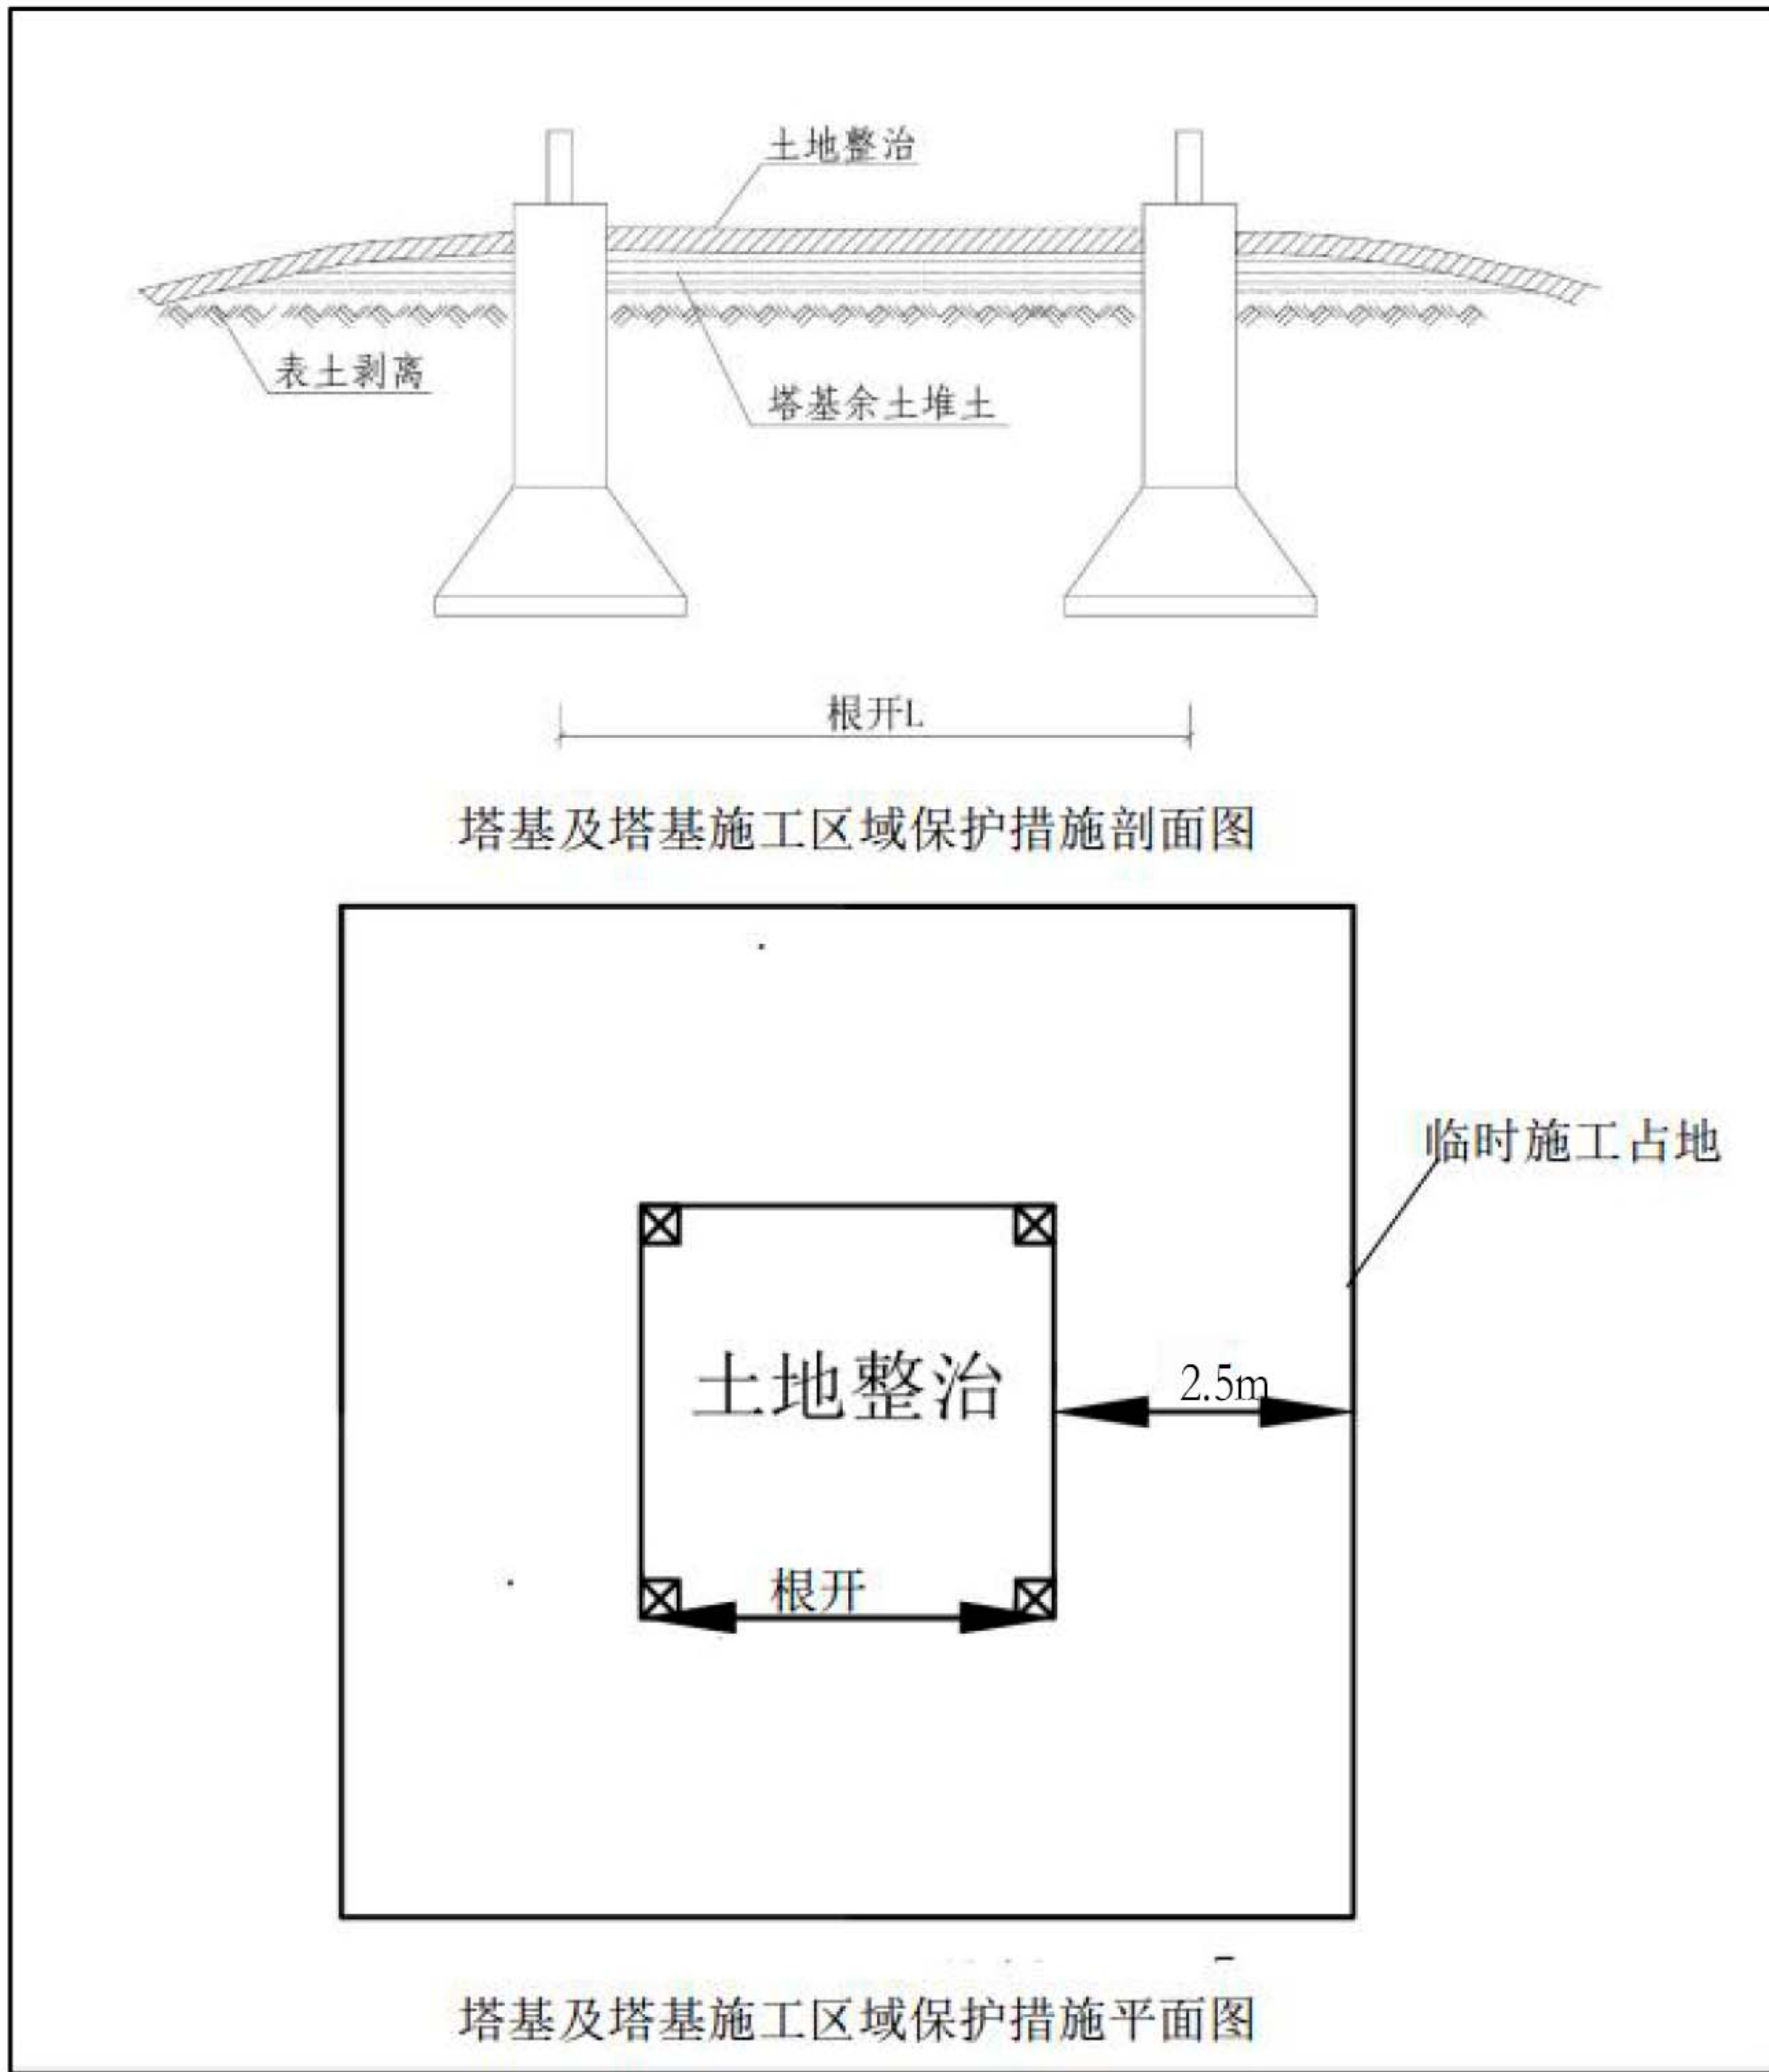 土地整治
表土剥离
塔基余土堆土
根开L
塔基及塔基施工区域保护措施剖面图
临时施工占地
土地整治
2.5m
根开
塔基及塔基施工区域保护措施平面图